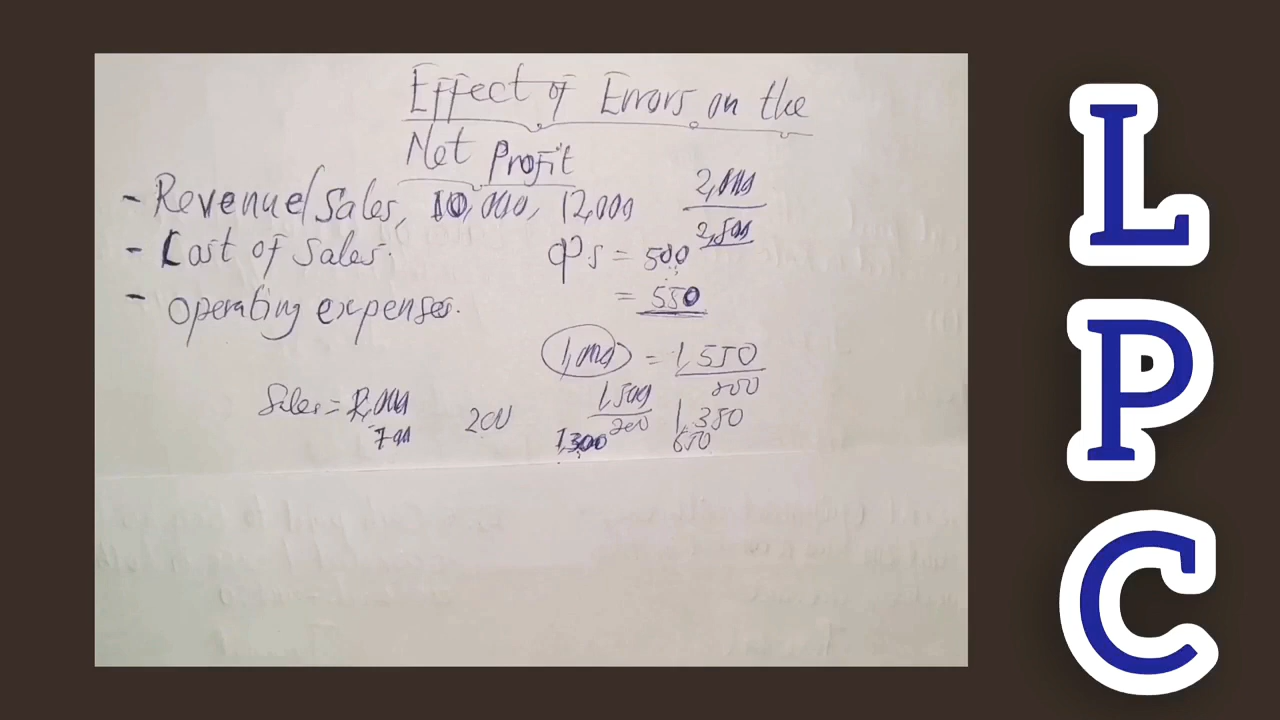 Effect of Errors on the
Net Profit
- Revenue/Sales, 10,000, 12,000
2,000
2,500
- Cost of Sales.
Ops = 500
- Operating expenses.
= 550
1,000 = 1,550
200
Sales = 2,000
700
200
1,500
200
1,300
1,350
650
L
P
C